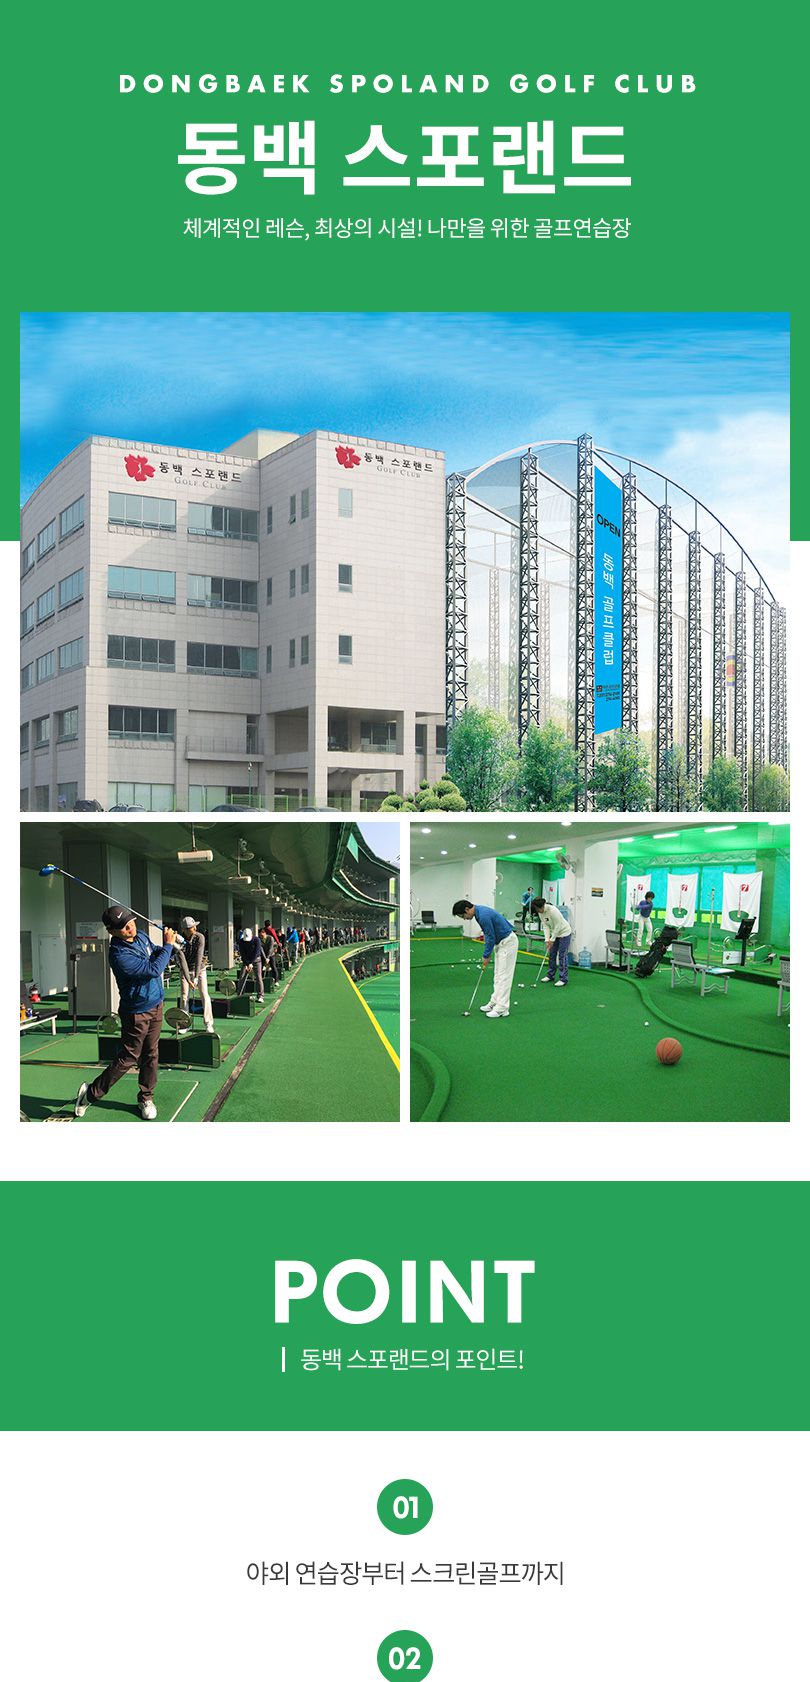 DONGBAEK SPOLAND GOLF CLUB
동백 스포랜드
체계적인 레슨, 최상의 시설! 나만을 위한 골프연습장
동백 스포랜드
GOLF CLUB
동백 스포랜드
GOLF CLUB
OPEN
동백 골프클럽
POINT
동백 스포랜드의 포인트!
01
야외 연습장부터 스크린골프까지
02